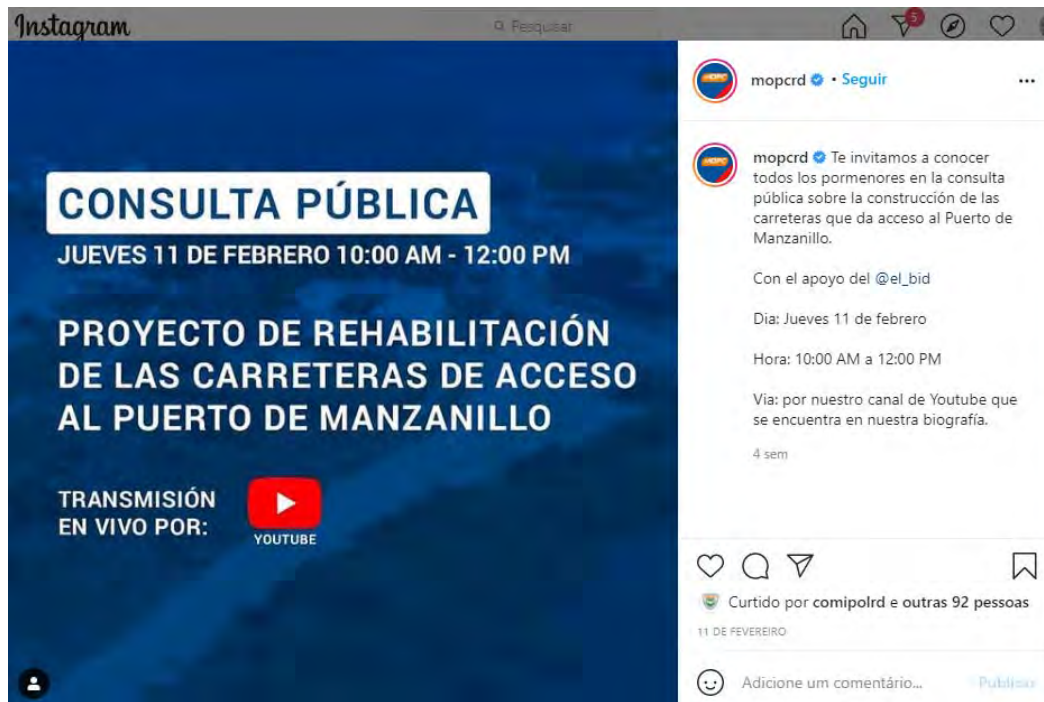 Instagram
Pesquisar
5
CONSULTA PÚBLICA
JUEVES 11 DE FEBRERO 10:00 AM - 12:00 PM
PROYECTO DE REHABILITACIÓN
DE LAS CARRETERAS DE ACCESO
AL PUERTO DE MANZANILLO
TRANSMISIÓN
EN VIVO POR:
YOUTUBE
MOPC
mopcrd • Seguir
MOPC
mopcrd Te invitamos a conocer
todos los pormenores en la consulta
pública sobre la construcción de las
carreteras que da acceso al Puerto de
Manzanillo.
Con el apoyo del @el_bid
Dia: Jueves 11 de febrero
Hora: 10:00 AM a 12:00 PM
Via: por nuestro canal de Youtube que
se encuentra en nuestra biografía.
4 sem
Curtido por comipolrd e outras 92 pessoas
11 DE FEVEREIRO
Adicione um comentário...
Publicar